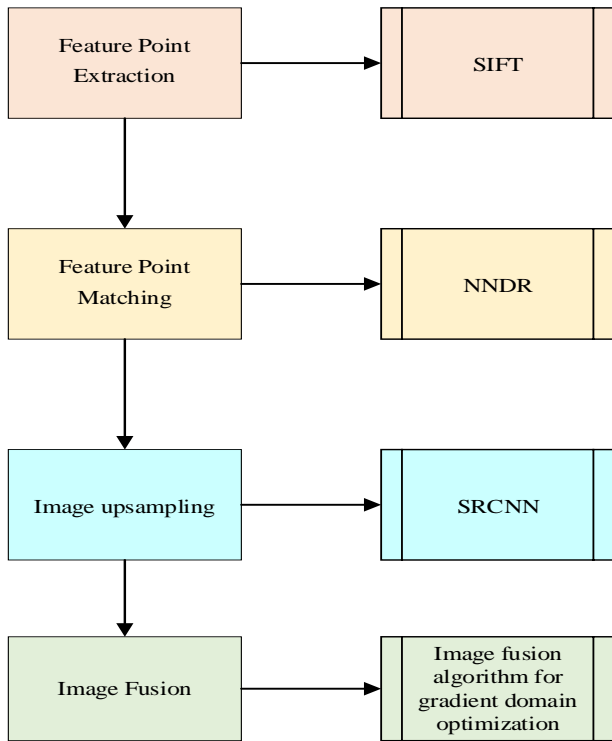 Feature Point
Extraction
SIFT
Feature Point
Matching
NNDR
Image upsampling
SRCNN
Image Fusion
Image fusion
algorithm for
gradient domain
optimization